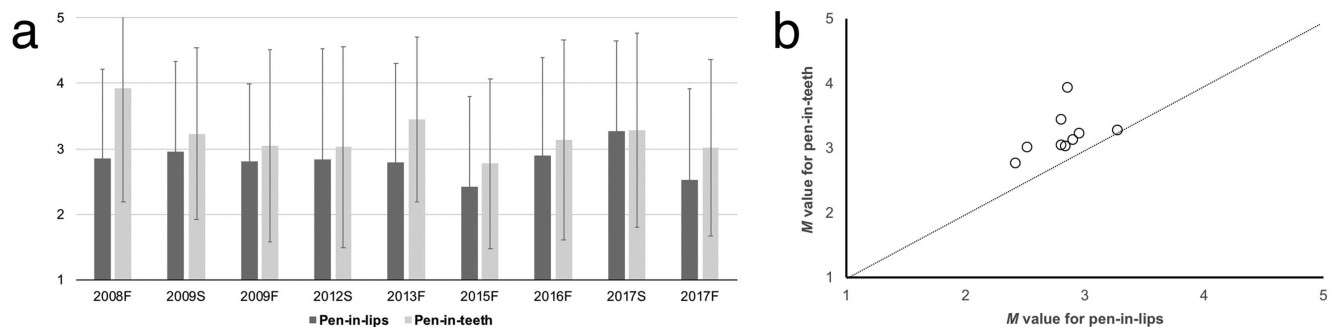 a
5
4
3
2
1
2008F 2009S 2009F 2012S 2013F 2015F 2016F 2017S 2017F
Pen-in-lips Pen-in-teeth
b
M value for pen-in-teeth
5
4
3
2
1
1 2 3 4 5
M value for pen-in-lips